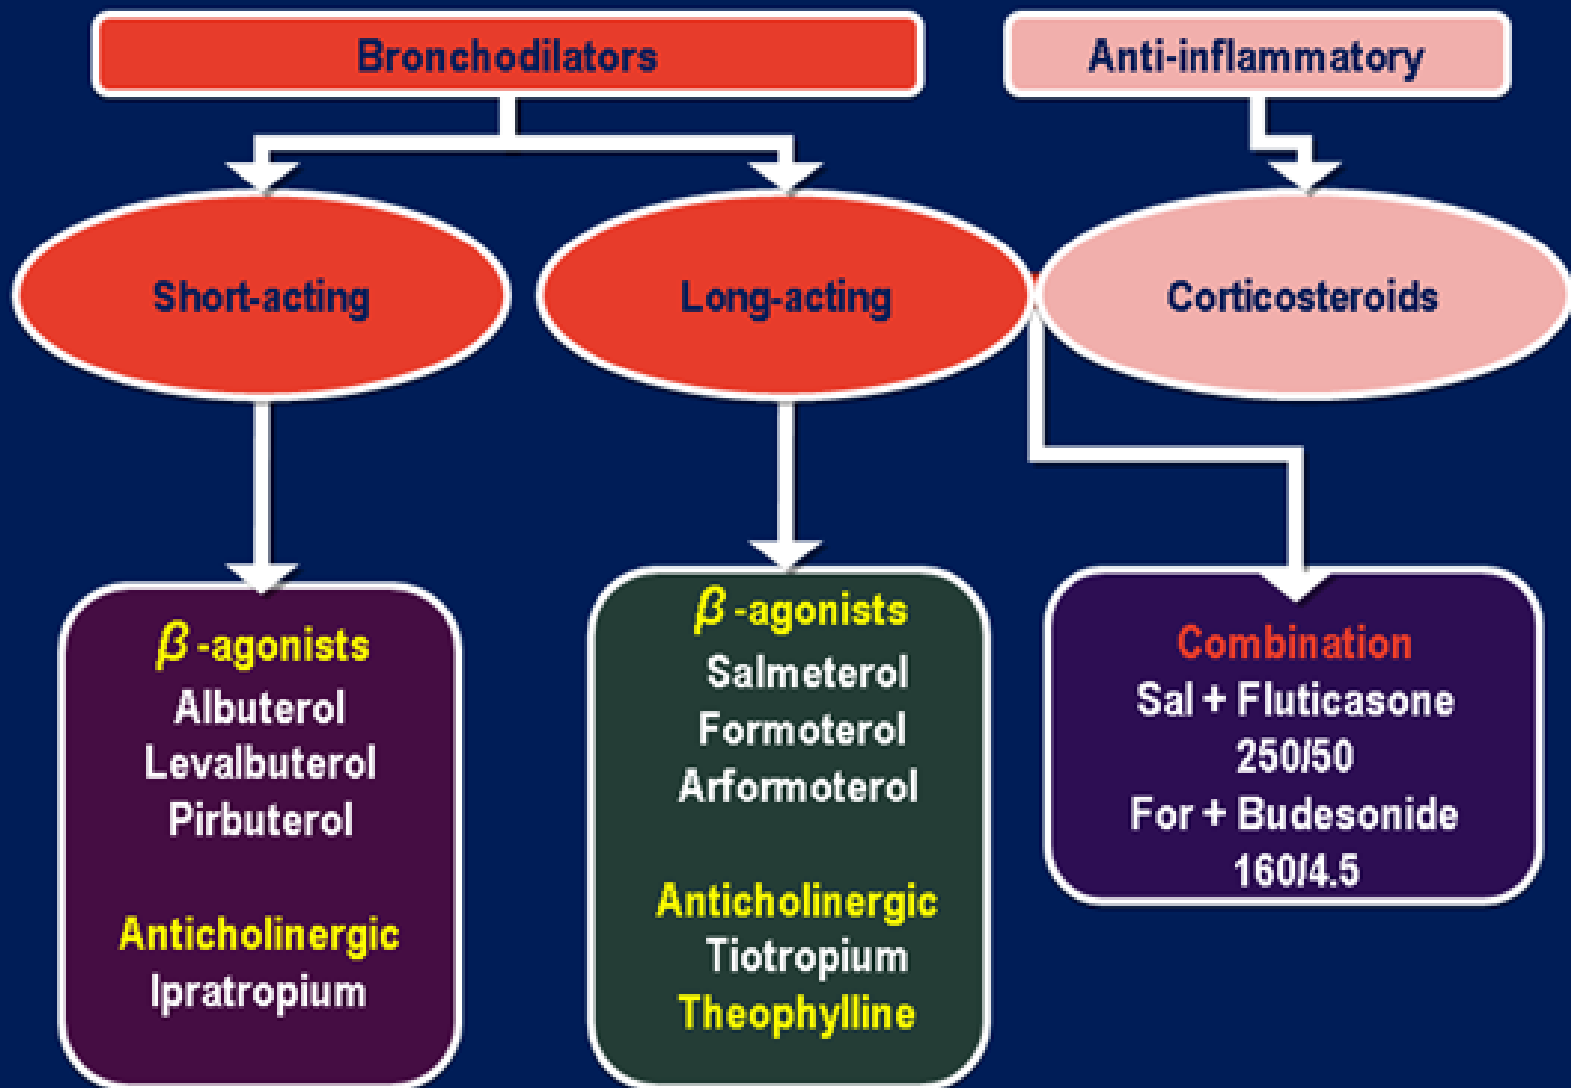 Bronchodilators
Anti-inflammatory
Short-acting
Long-acting
Corticosteroids
β -agonists
Albuterol
Levalbuterol
Pirbuterol
Anticholinergic
Ipratropium
β -agonists
Salmeterol
Formoterol
Arformoterol
Anticholinergic
Tiotropium
Theophylline
Combination
Sal + Fluticasone
250/50
For + Budesonide
160/4.5